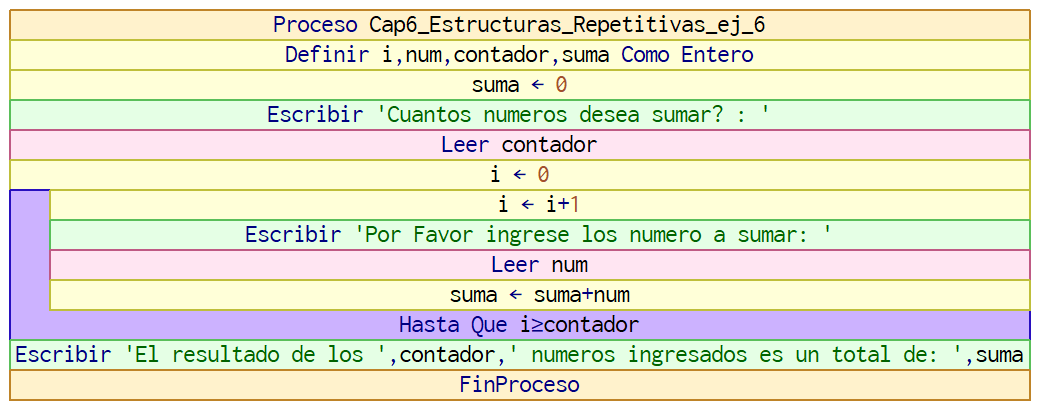 Proceso Cap6_Estructuras_Repetitivas_ej_6
Definir i,num,contador,suma Como Entero
suma ← 0
Escribir 'Cuantos numeros desea sumar? : '
Leer contador
i ← 0
i ← i+1
Escribir 'Por Favor ingrese los numero a sumar: '
Leer num
suma ← suma+num
Hasta Que i≥contador
Escribir 'El resultado de los ',contador,' numeros ingresados es un total de: ',suma
FinProceso